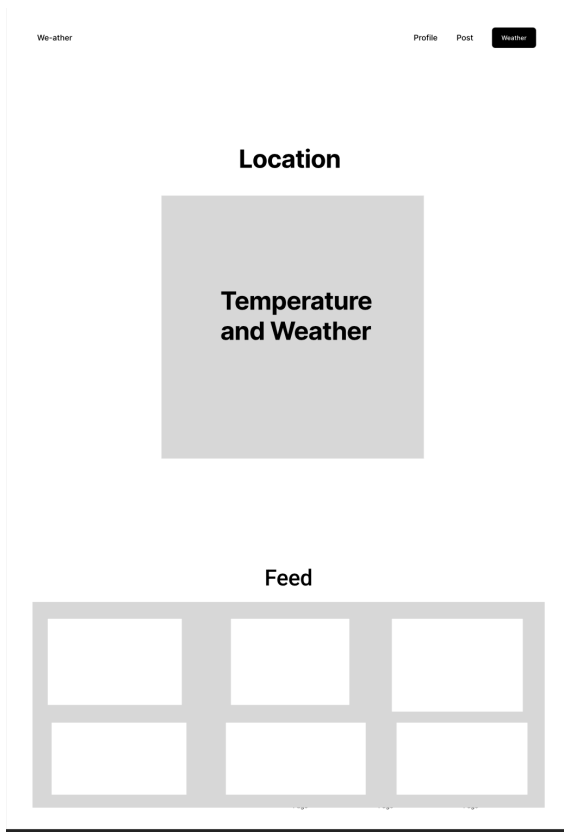 We-ather
Profile
Post
Weather
Location
Temperature
and Weather
Feed